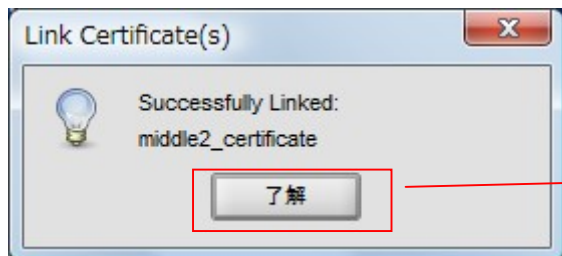 Link Certificate(s)
Successfully Linked:
middle2_certificate
了解